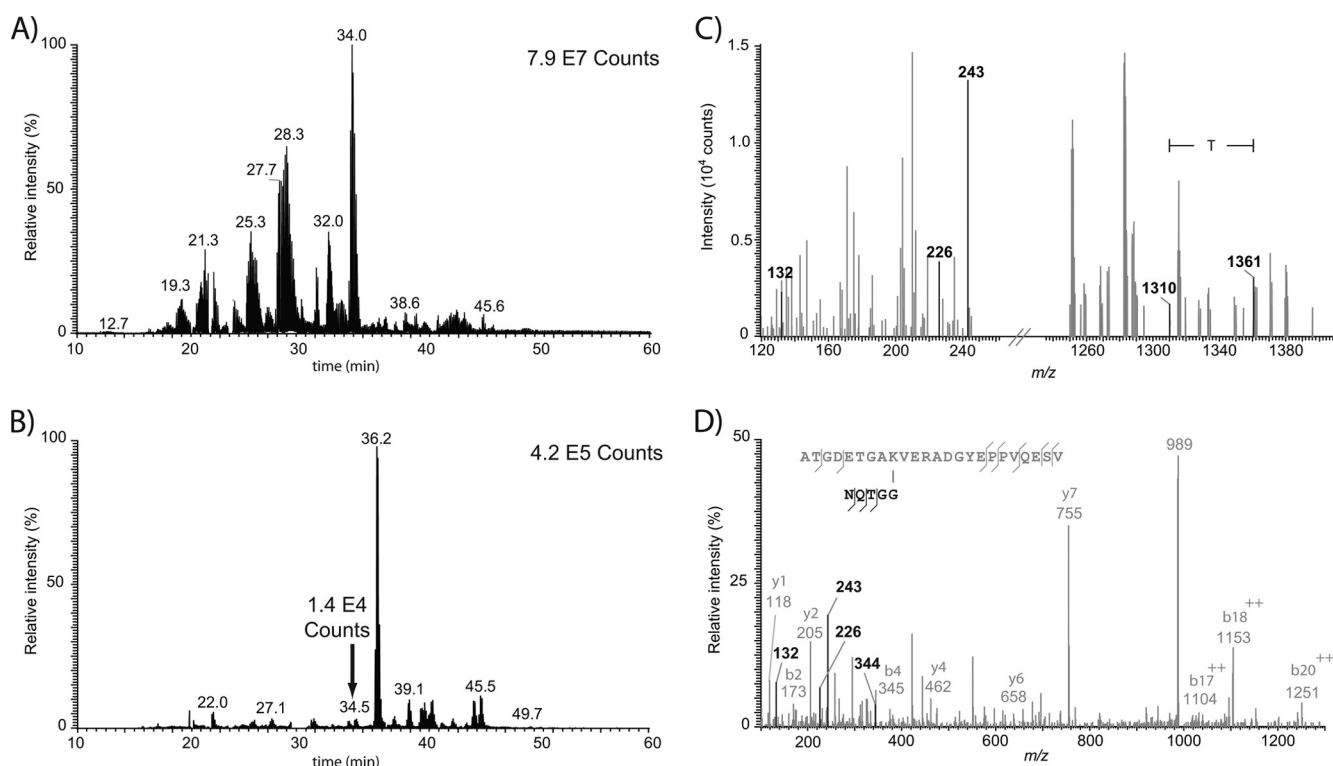 A)
100
50
0
Relative intensity (%)
7.9 E7 Counts
12.7
19.3
21.3
25.3
27.7
28.3
32.0
34.0
38.6
45.6
10
20
30
40
50
60
time (min)
B)
100
50
0
Relative intensity (%)
4.2 E5 Counts
1.4 E4
Counts
22.0
27.1
34.5
36.2
39.1
45.5
49.7
10
20
30
40
50
60
time (min)
C)
1.5
1.0
0.5
0
Intensity (10⁴ counts)
132
226
243
1310
1361
T
120
160
200
240
1260
1300
1340
1380
m/z
D)
50
25
0
Relative intensity (%)
ATGDETGAKVERADGYEPPVQESV
NQTGG
y1
118
132
b2
173
y2
205
226
243
344
b4
345
y4
462
y6
658
y7
755
989
b17 ++
1104
b18 ++
1153
b20 ++
1251
200
400
600
800
1000
1200
m/z